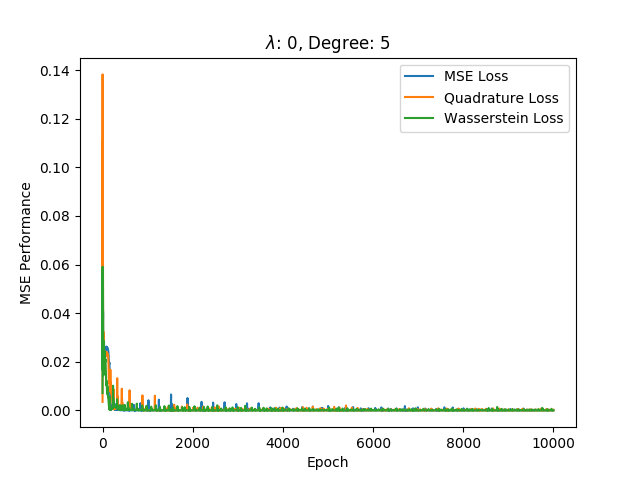 λ: 0, Degree: 5
MSE Loss
Quadrature Loss
Wasserstein Loss
MSE Performance
0.14
0.12
0.10
0.08
0.06
0.04
0.02
0.00
0
2000
4000
6000
8000
10000
Epoch